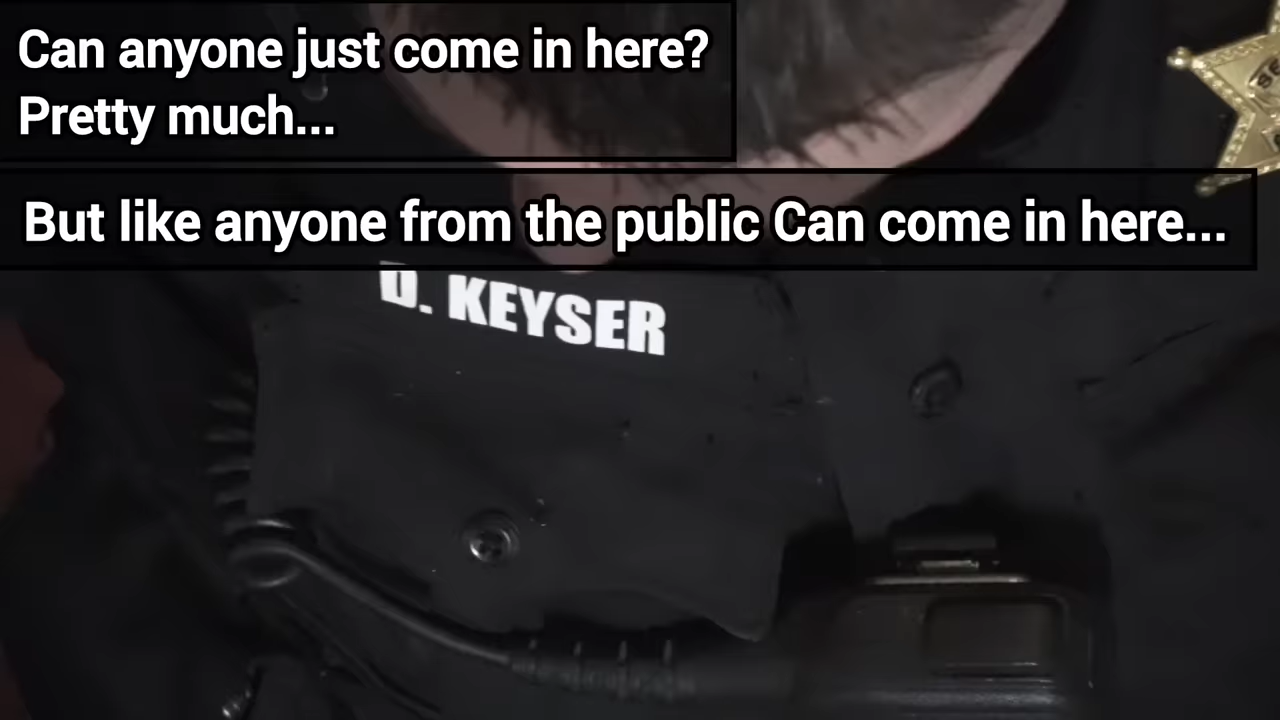 Can anyone just come in here?
Pretty much...
But like anyone from the public Can come in here...
D. KEYSER